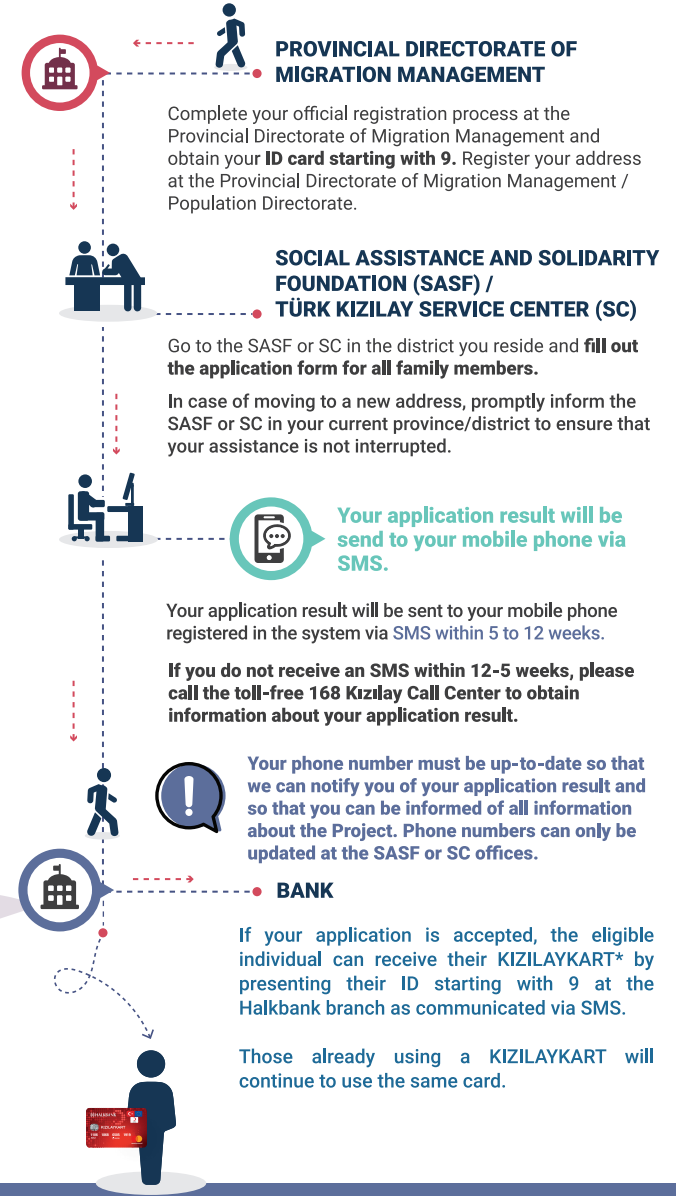 PROVINCIAL DIRECTORATE OF
MIGRATION MANAGEMENT
Complete your official registration process at the
Provincial Directorate of Migration Management and
obtain your ID card starting with 9. Register your address
at the Provincial Directorate of Migration Management /
Population Directorate.
SOCIAL ASSISTANCE AND SOLIDARITY
FOUNDATION (SASF) /
TÜRK KIZILAY SERVICE CENTER (SC)
Go to the SASF or SC in the district you reside and fill out
the application form for all family members.
In case of moving to a new address, promptly inform the
SASF or SC in your current province/district to ensure that
your assistance is not interrupted.
Your application result will be
send to your mobile phone via
SMS.
Your application result will be sent to your mobile phone
registered in the system via SMS within 5 to 12 weeks.
If you do not receive an SMS within 12-5 weeks, please
call the toll-free 168 Kızılay Call Center to obtain
information about your application result.
Your phone number must be up-to-date so that
we can notify you of your application result and
so that you can be informed of all information
about the Project. Phone numbers can only be
updated at the SASF or SC offices.
BANK
If your application is accepted, the eligible
individual can receive their KIZILAYKART* by
presenting their ID starting with 9 at the
Halkbank branch as communicated via SMS.
Those already using a KIZILAYKART will
continue to use the same card.
HALKBANK
KIZILAYKART